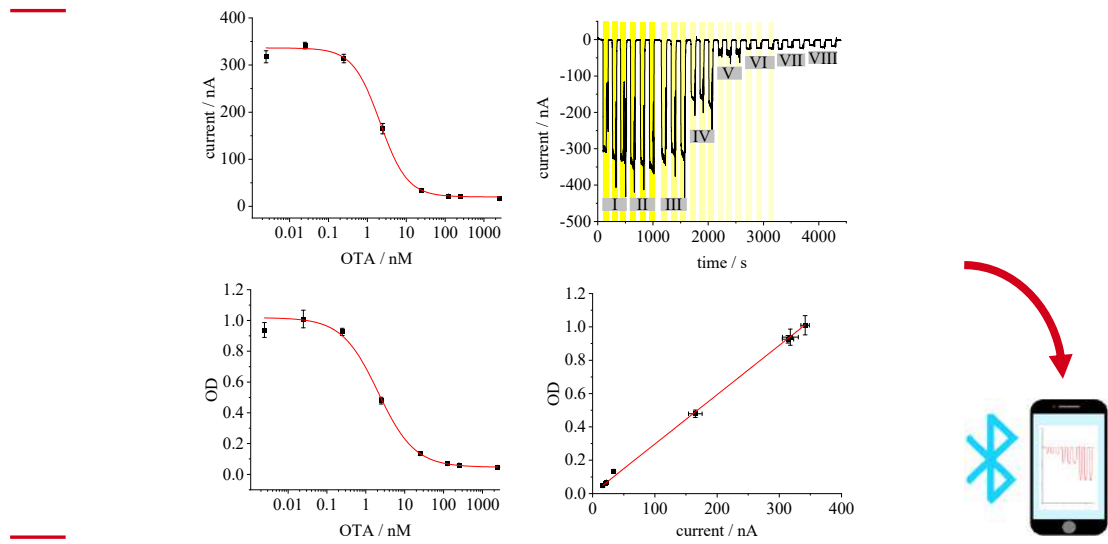 400
300
200
100
0
current / nA
0.01 0.1 1 10 100 1000
OTA / nM
0
-100
-200
-300
-400
-500
current / nA
I II III IV V VI VII VIII
0 1000 2000 3000 4000
time / s
1.2
1.0
0.8
0.6
0.4
0.2
0.0
OD
0.01 0.1 1 10 100 1000
OTA / nM
1.2
1.0
0.8
0.6
0.4
0.2
0.0
OD
0 100 200 300 400
current / nA